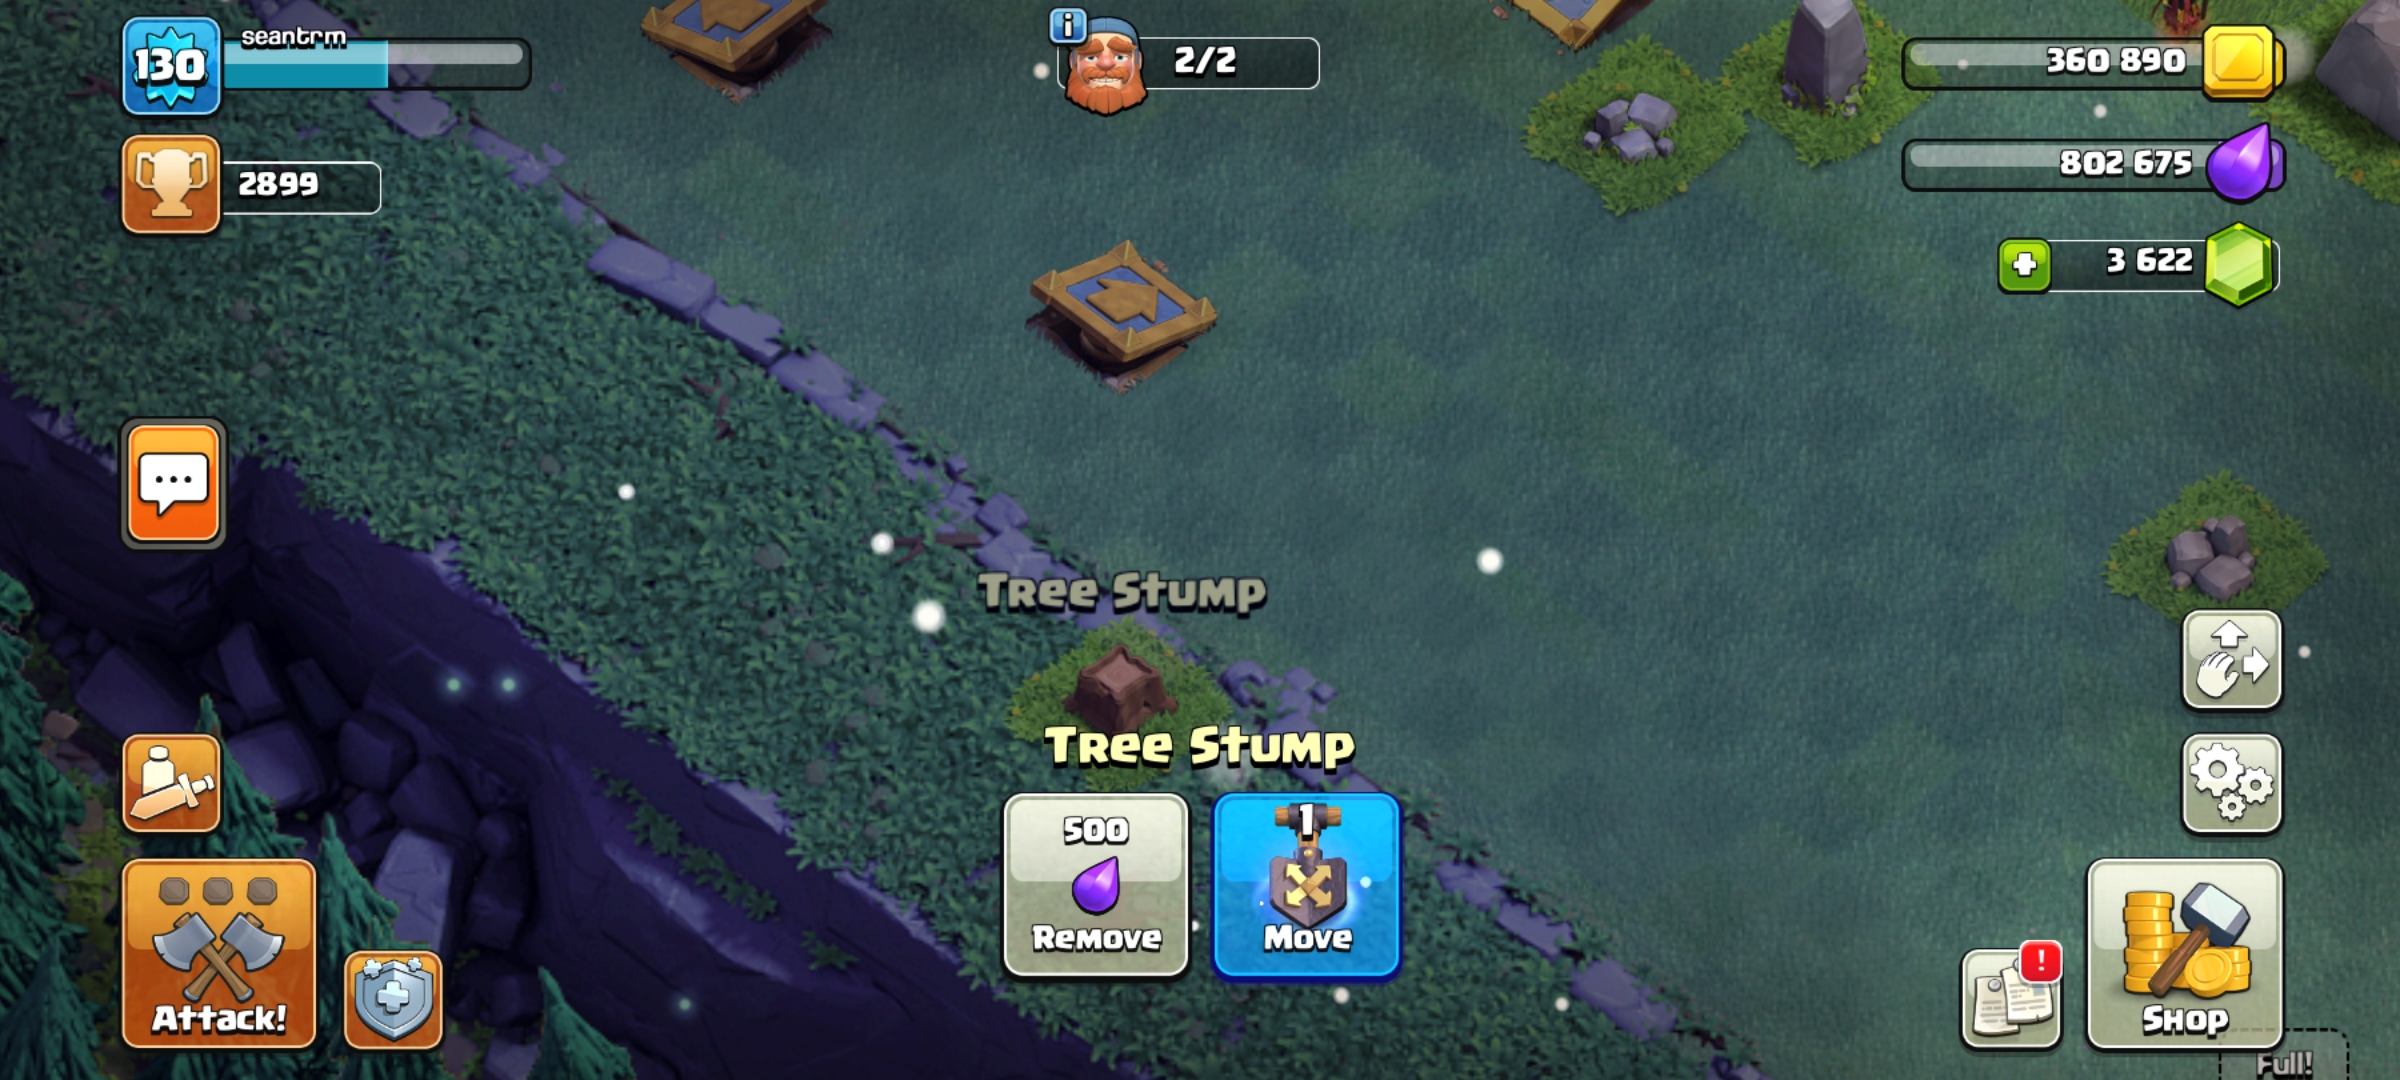 130
seantrm
2/2
360 890
2899
802 675
3 622
Tree Stump
Tree Stump
500
Remove
1
Move
Attack!
!
Shop
Full!